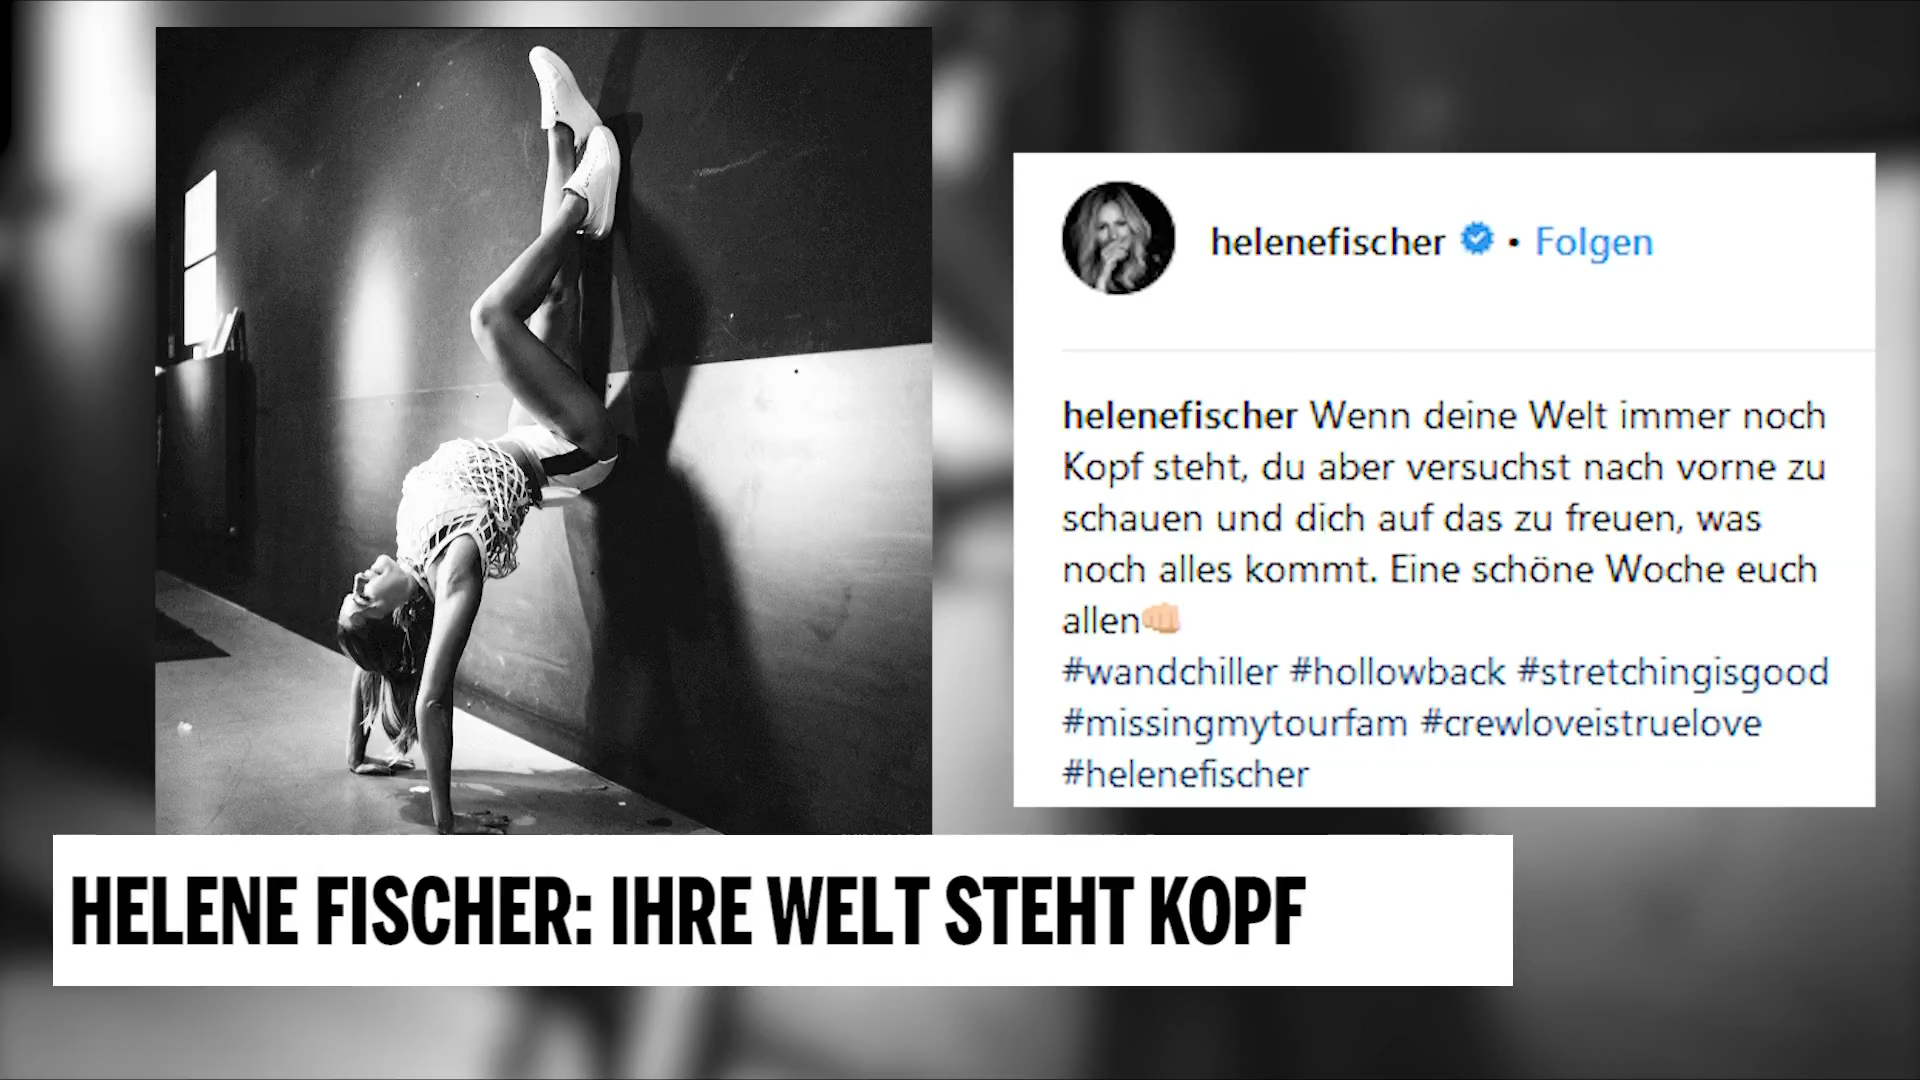 helenefischer • Folgen
helenefischer Wenn deine Welt immer noch
Kopf steht, du aber versuchst nach vorne zu
schauen und dich auf das zu freuen, was
noch alles kommt. Eine schöne Woche euch
allen👊🏻
#wandchiller #hollowback #stretchingisgood
#missingmytourfam #crewloveistruelove
#helenefischer
HELENE FISCHER: IHRE WELT STEHT KOPF